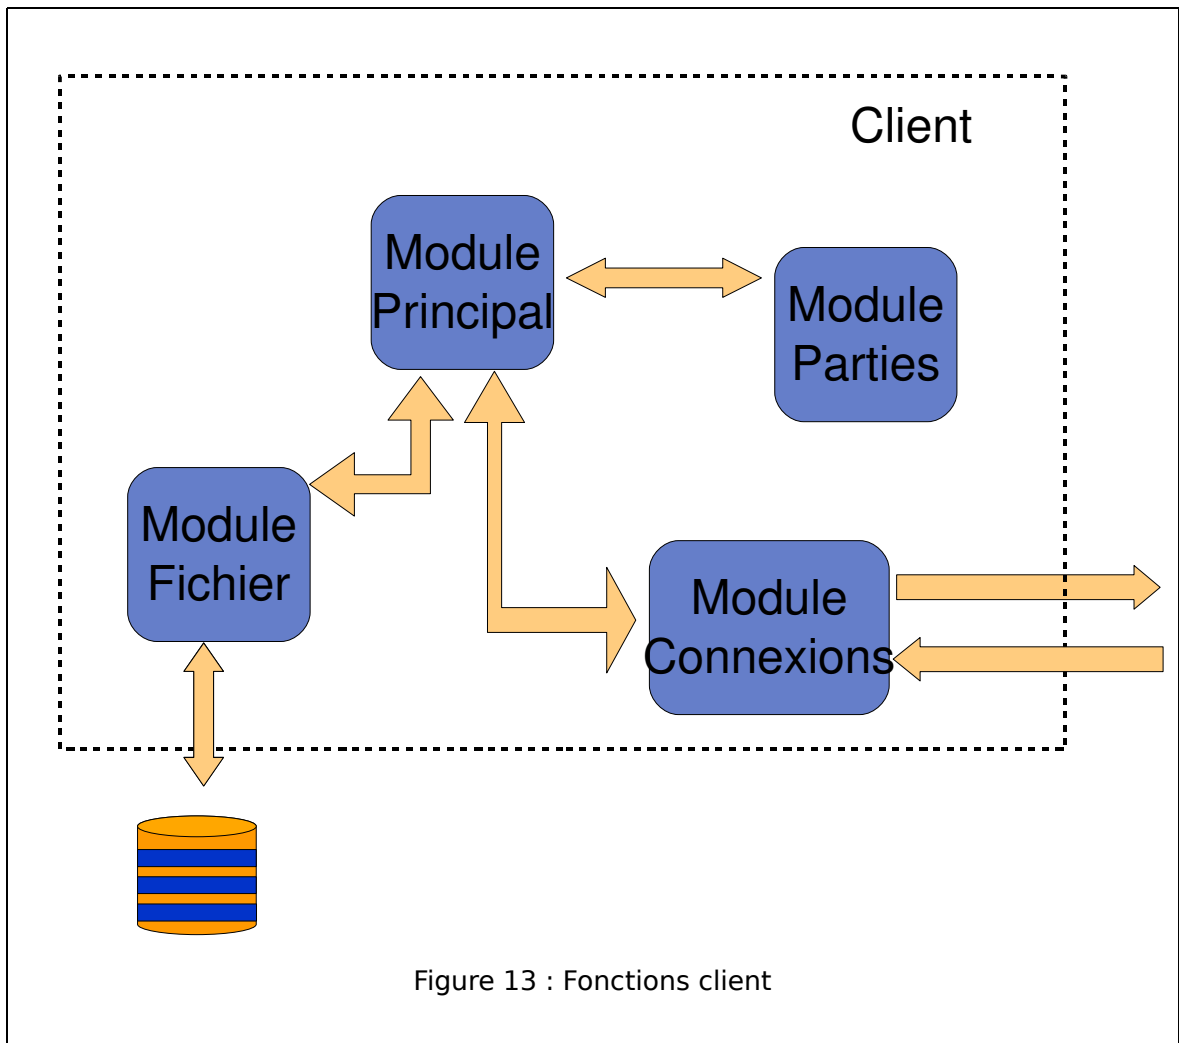 Client
Module
Principal
Module
Parties
Module
Fichier
Module
Connexions
Figure 13 : Fonctions client